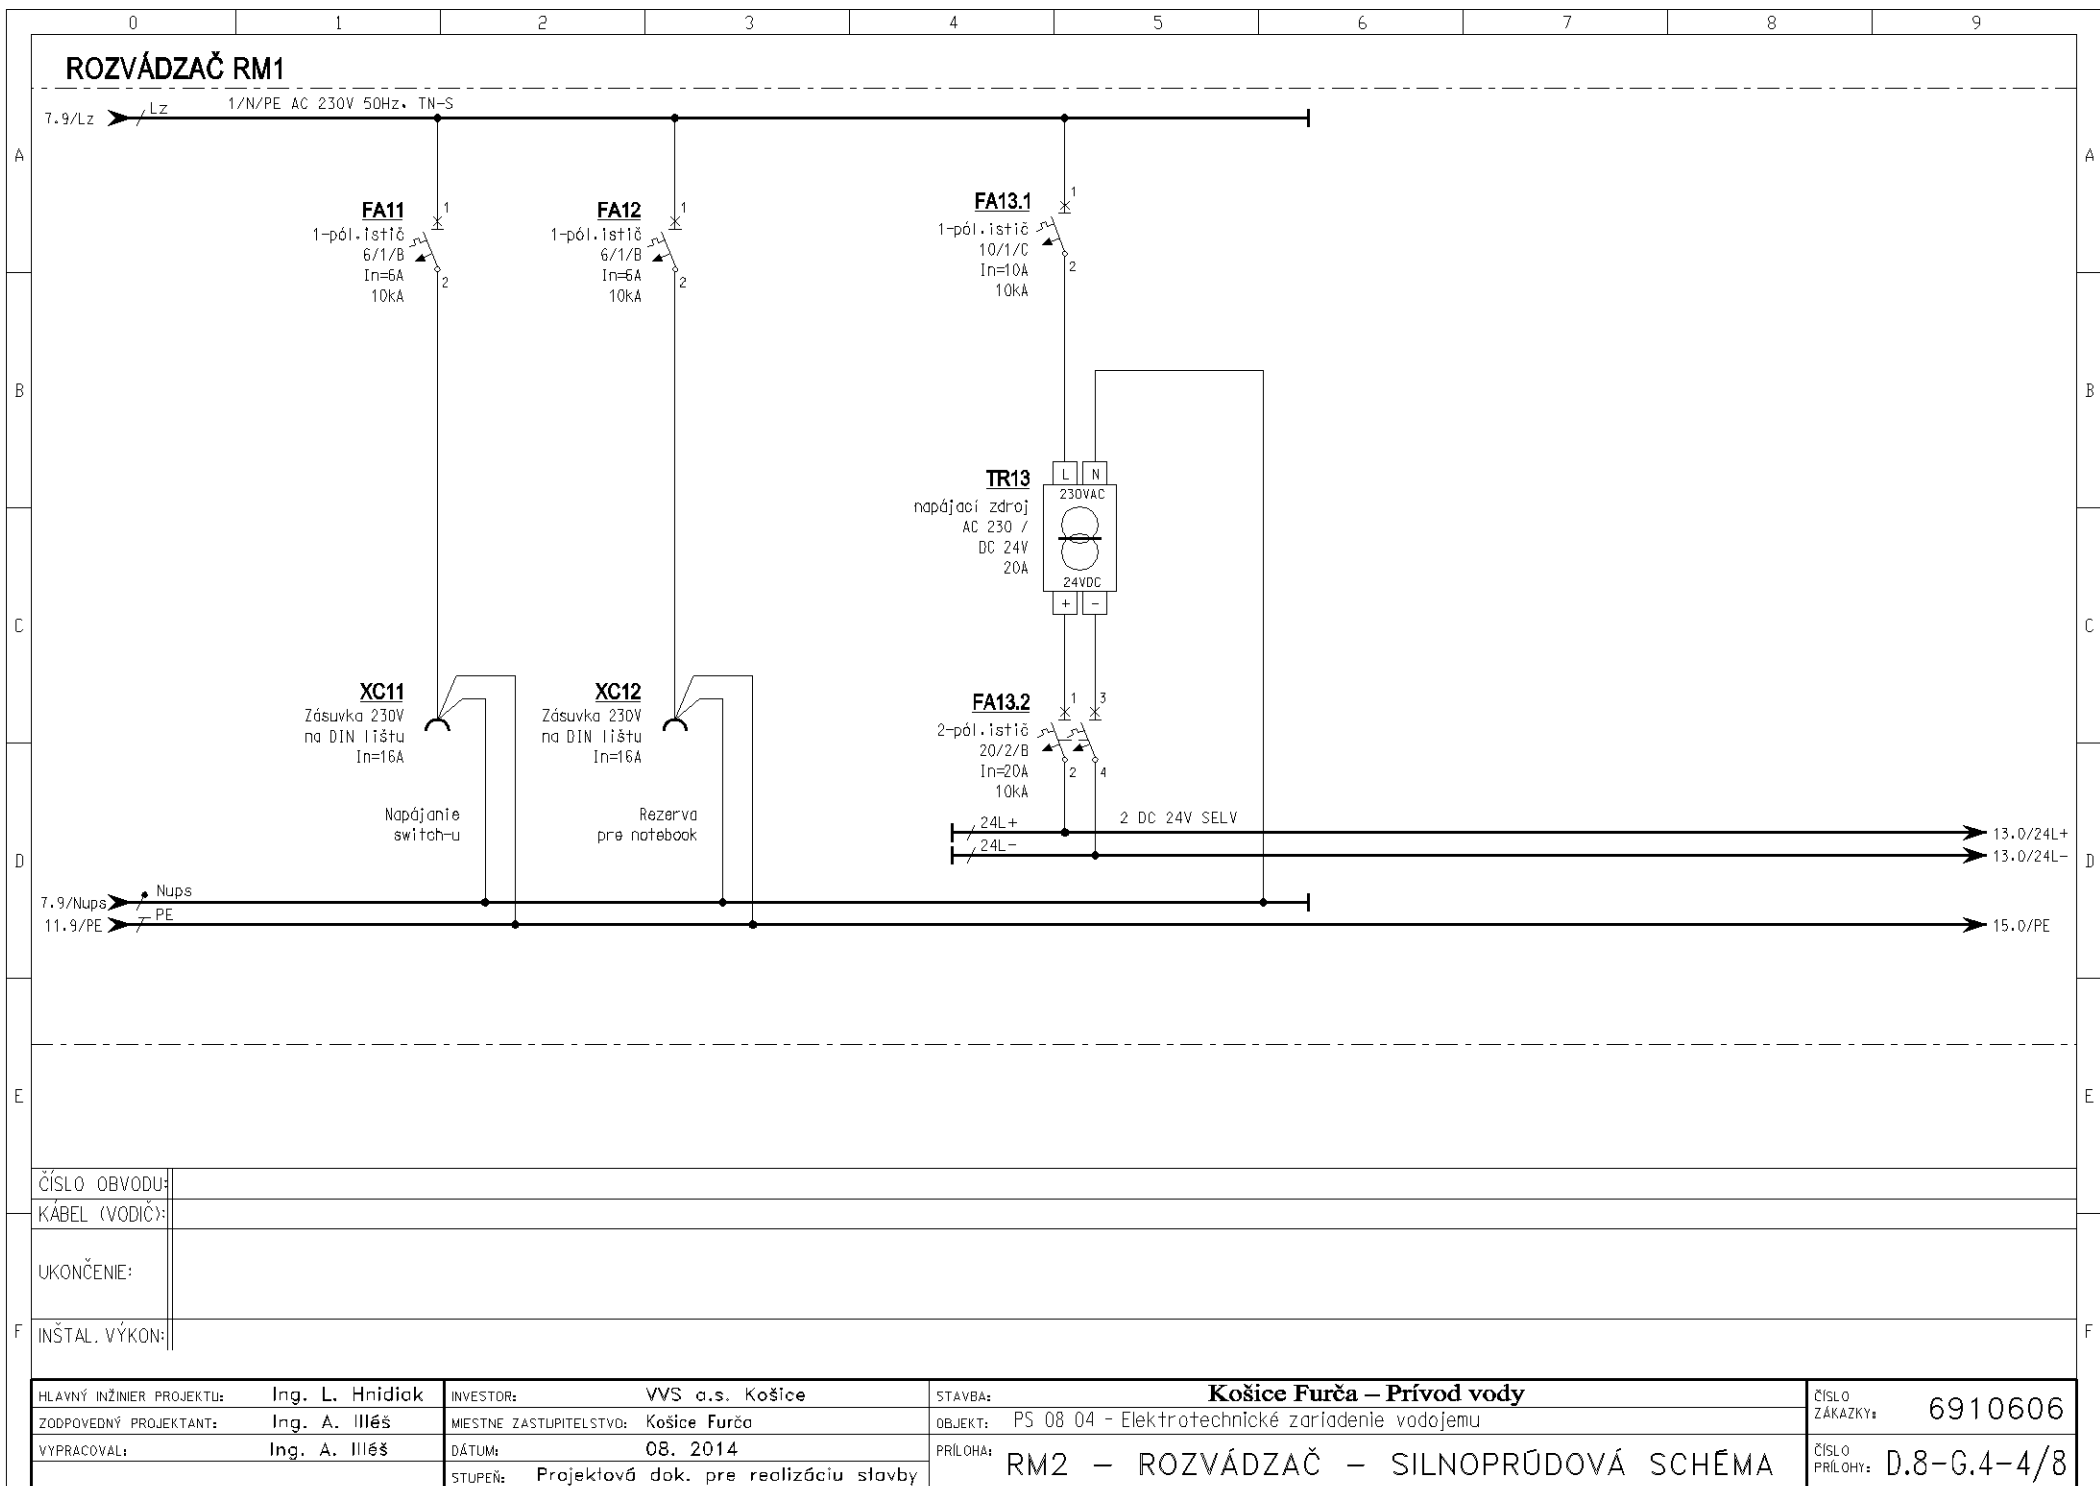 0 1 2 3 4 5 6 7 8 9
ROZVÁDZAČ RM1
7.9/Lz
Lz
1/N/PE AC 230V 50Hz. TN-S
A
A
FA11
1-pól.istič
6/1/B
In=6A
10kA
1
2
FA12
1-pól.istič
6/1/B
In=6A
10kA
1
2
FA13.1
1-pól.istič
10/1/C
In=10A
10kA
1
2
B
B
TR13
napájací zdroj
AC 230 /
DC 24V
20A
L N
230VAC
24VDC
+ -
C
C
XC11
Zásuvka 230V
na DIN lištu
In=16A
Napájanie
switch-u
XC12
Zásuvka 230V
na DIN lištu
In=16A
Rezerva
pre notebook
FA13.2
2-pól.istič
20/2/B
In=20A
10kA
1 3
2 4
24L+
2 DC 24V SELV
13.0/24L+
24L-
13.0/24L-
D
D
7.9/Nups
Nups
11.9/PE
PE
15.0/PE
E
E
ČÍSLO OBVODU:
KÁBEL (VODIČ):
UKONČENIE:
F
INŠTAL. VÝKON:
F
HLAVNÝ INŽINIER PROJEKTU: Ing. L. Hnidiak
ZODPOVEDNÝ PROJEKTANT: Ing. A. Illéš
VYPRACOVAL: Ing. A. Illéš
INVESTOR: VVS a.s. Košice
MIESTNE ZASTUPITELSTVO: Košice Furča
DÁTUM: 08. 2014
STUPEŇ: Projektová dok. pre realizáciu stavby
STAVBA: Košice Furča – Prívod vody
OBJEKT: PS 08 04 - Elektrotechnické zariadenie vodojemu
PRÍLOHA: RM2 – ROZVÁDZAČ – SILNOPRÚDOVÁ SCHÉMA
ČÍSLO
ZÁKAZKY: 6910606
ČÍSLO
PRÍLOHY: D.8-G.4-4/8